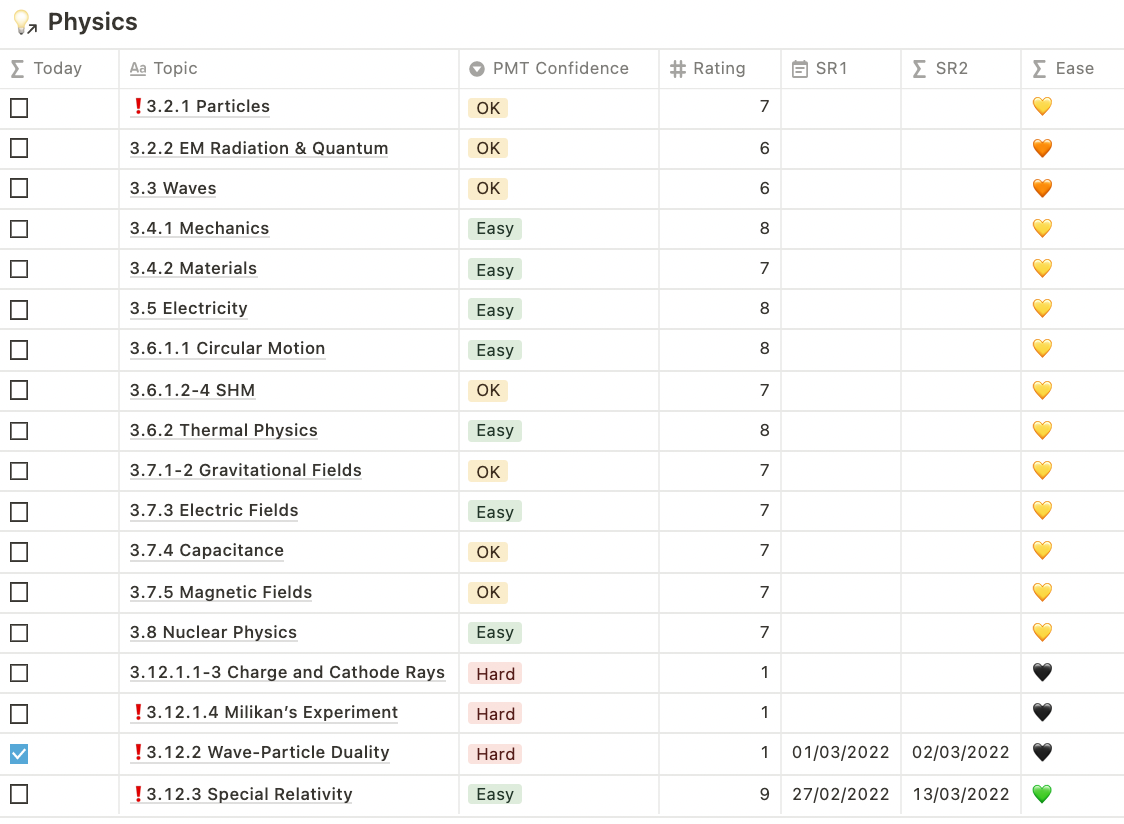 Physics
Today Aa Topic PMT Confidence # Rating SR1 Σ SR2 Σ Ease
❗3.2.1 Particles OK 7
3.2.2 EM Radiation & Quantum OK 6
3.3 Waves OK 6
3.4.1 Mechanics Easy 8
3.4.2 Materials Easy 7
3.5 Electricity Easy 8
3.6.1.1 Circular Motion Easy 8
3.6.1.2-4 SHM OK 7
3.6.2 Thermal Physics Easy 8
3.7.1-2 Gravitational Fields OK 7
3.7.3 Electric Fields Easy 7
3.7.4 Capacitance OK 7
3.7.5 Magnetic Fields OK 7
3.8 Nuclear Physics Easy 7
3.12.1.1-3 Charge and Cathode Rays Hard 1
❗3.12.1.4 Milikan’s Experiment Hard 1
❗3.12.2 Wave-Particle Duality Hard 1 01/03/2022 02/03/2022
❗3.12.3 Special Relativity Easy 9 27/02/2022 13/03/2022